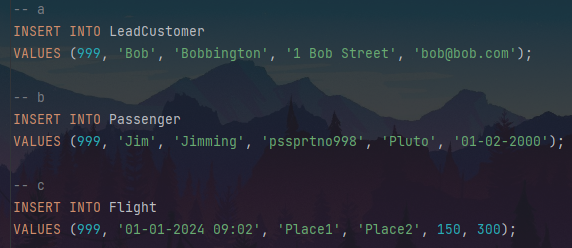 -- a
INSERT INTO LeadCustomer
VALUES (999, 'Bob', 'Bobbington', '1 Bob Street', 'bob@bob.com');
-- b
INSERT INTO Passenger
VALUES (999, 'Jim', 'Jimming', 'pssprtno998', 'Pluto', '01-02-2000');
-- c
INSERT INTO Flight
VALUES (999, '01-01-2024 09:02', 'Place1', 'Place2', 150, 300);